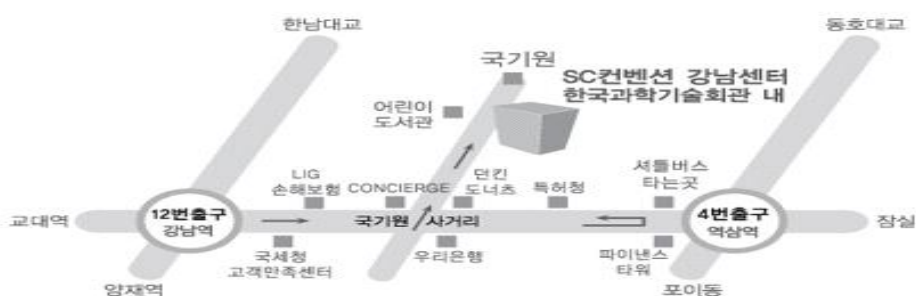 한남대교
동호대교
국기원
SC컨벤션 강남센터
한국과학기술회관 내
어린이
도서관
LIG
손해보험
CONCIERGE
던킨
도너츠
특허청
셔틀버스
타는곳
교대역
12번출구
강남역
국기원
사거리
4번출구
역삼역
잠실
국세청
고객만족센터
우리은행
파이낸스
타워
양재역
포이동